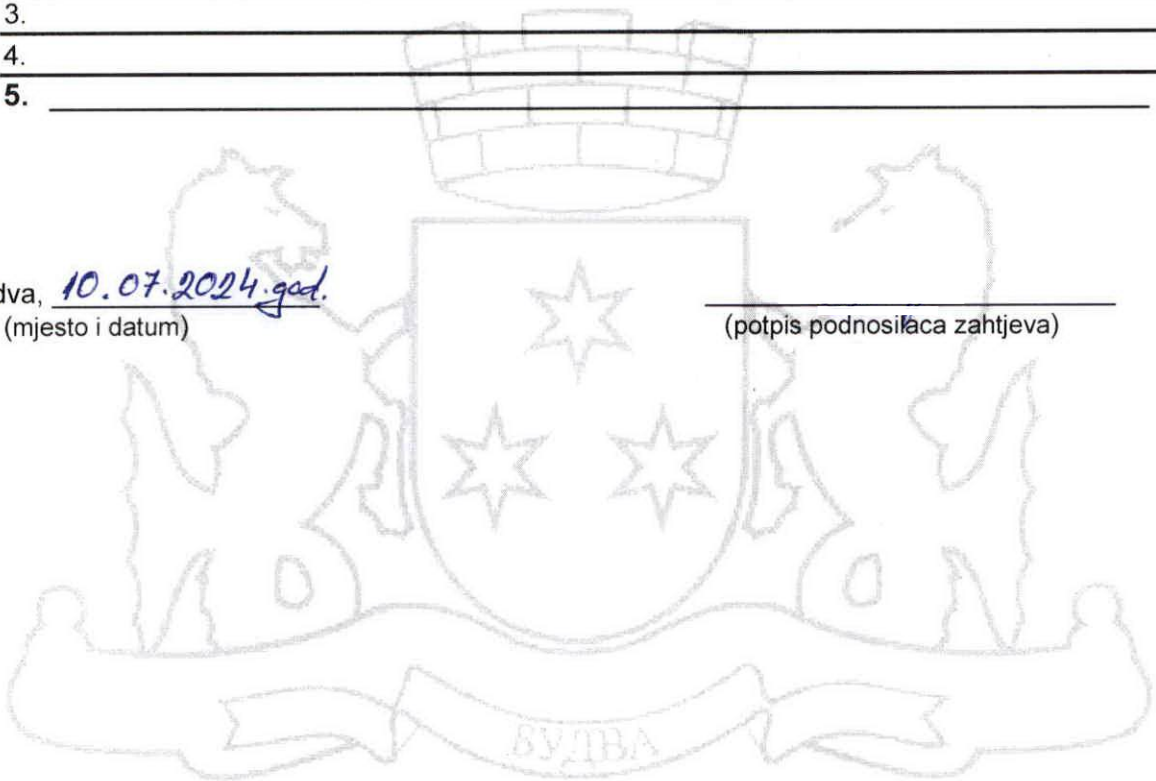 3.
4.
5.
dva, 10.07.2024.god.
(mjesto i datum)
(potpis podnosilaca zahtjeva)
БУДВА